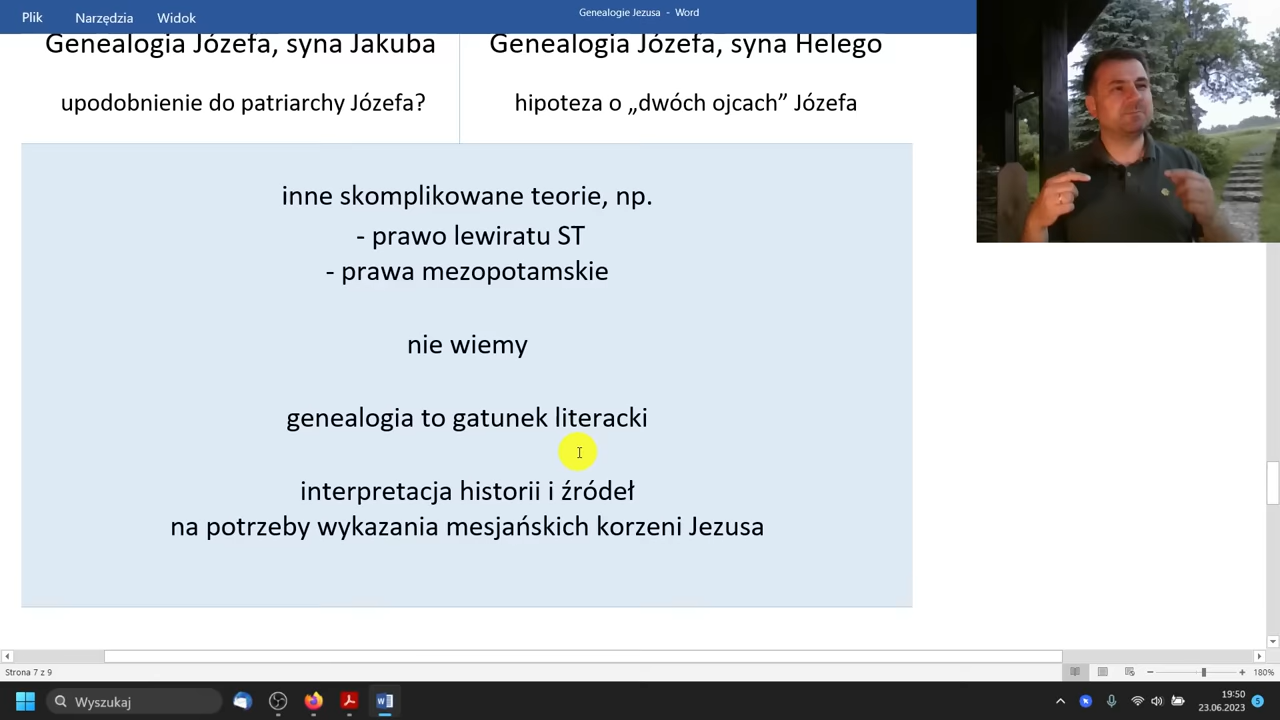 Genealogie Jezusa - Word
Plik Narzędzia Widok
Genealogia Józefa, syna Jakuba
Genealogia Józefa, syna Helego
upodobnienie do patriarchy Józefa?
hipoteza o „dwóch ojcach” Józefa
inne skomplikowane teorie, np.
- prawo lewiratu ST
- prawa mezopotamskie
nie wiemy
genealogia to gatunek literacki
interpretacja historii i źródeł
na potrzeby wykazania mesjańskich korzeni Jezusa
Strona 7 z 9
180%
Wyszukaj
19:50
23.06.2023
5